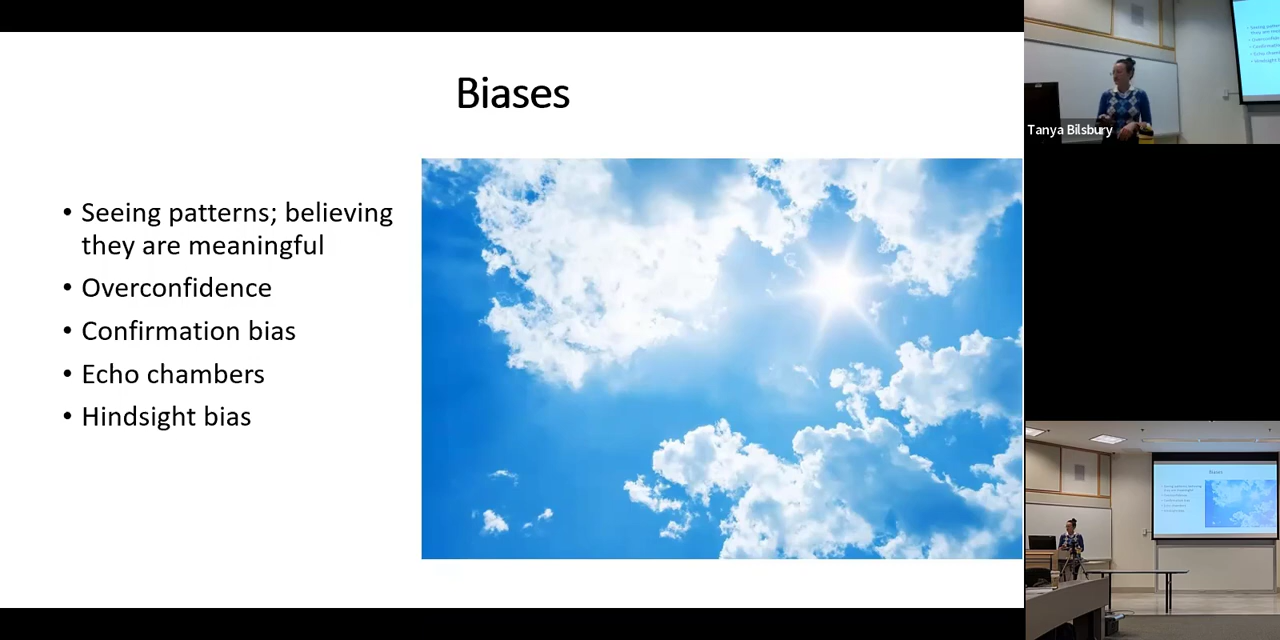 Biases
• Seeing patterns; believing
they are meaningful
• Overconfidence
• Confirmation bias
• Echo chambers
• Hindsight bias
Tanya Bilsbury